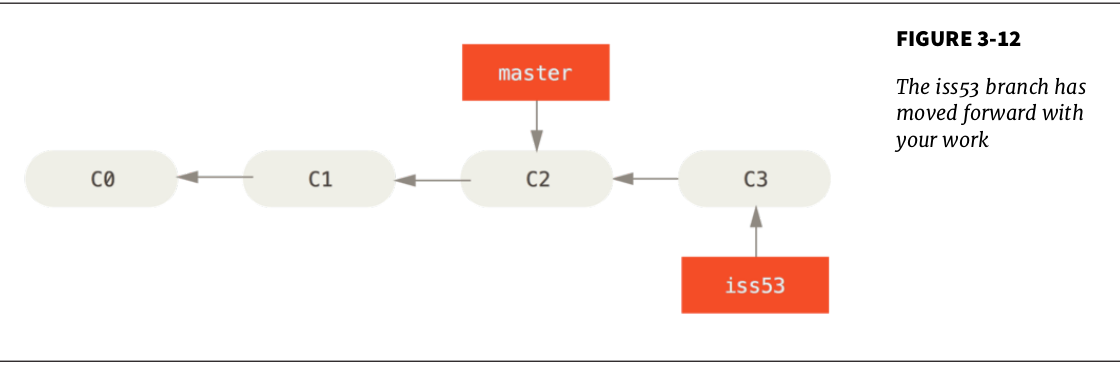 FIGURE 3-12
The iss53 branch has
moved forward with
your work
master
C0 C1 C2 C3
iss53